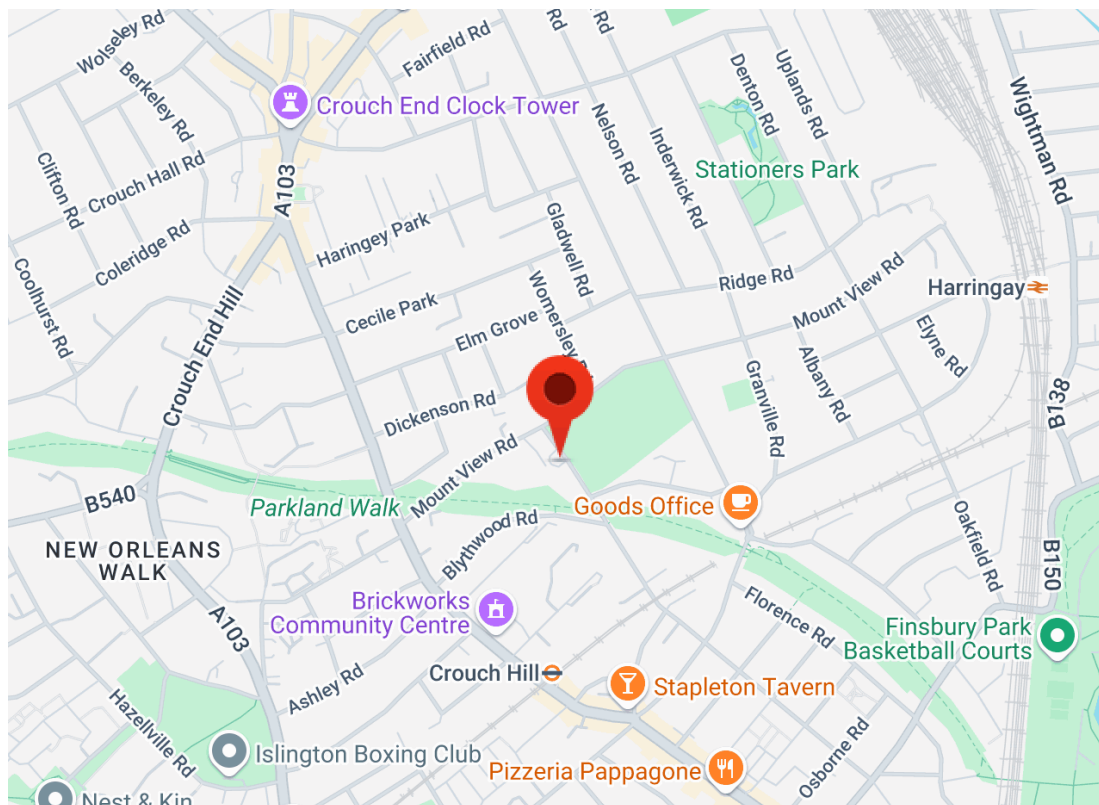 Wolseley Rd
Fairfield Rd
Berkeley Rd
Denton Rd
Uplands Rd
Wightman Rd
Crouch End Clock Tower
Nelson Rd
Inderwick Rd
Clifton Rd
Crouch Hall Rd
A103
Stationers Park
Coleridge Rd
Haringey Park
Gladwell Rd
Coolhurst Rd
Ridge Rd
Mount View Rd
Harringay
Cecile Park
Womersley Rd
Elm Grove
Crouch End Hill
Elyne Rd
Albany Rd
Granville Rd
B138
Dickenson Rd
Mount View Rd
B540
Parkland Walk
Goods Office
Oakfield Rd
Blythwood Rd
NEW ORLEANS
WALK
B150
A103
Brickworks
Community Centre
Florence Rd
Finsbury Park
Basketball Courts
Crouch Hill
Ashley Rd
Stapleton Tavern
Hazellville Rd
Islington Boxing Club
Osborne Rd
Pizzeria Pappagone
Nest & Kin